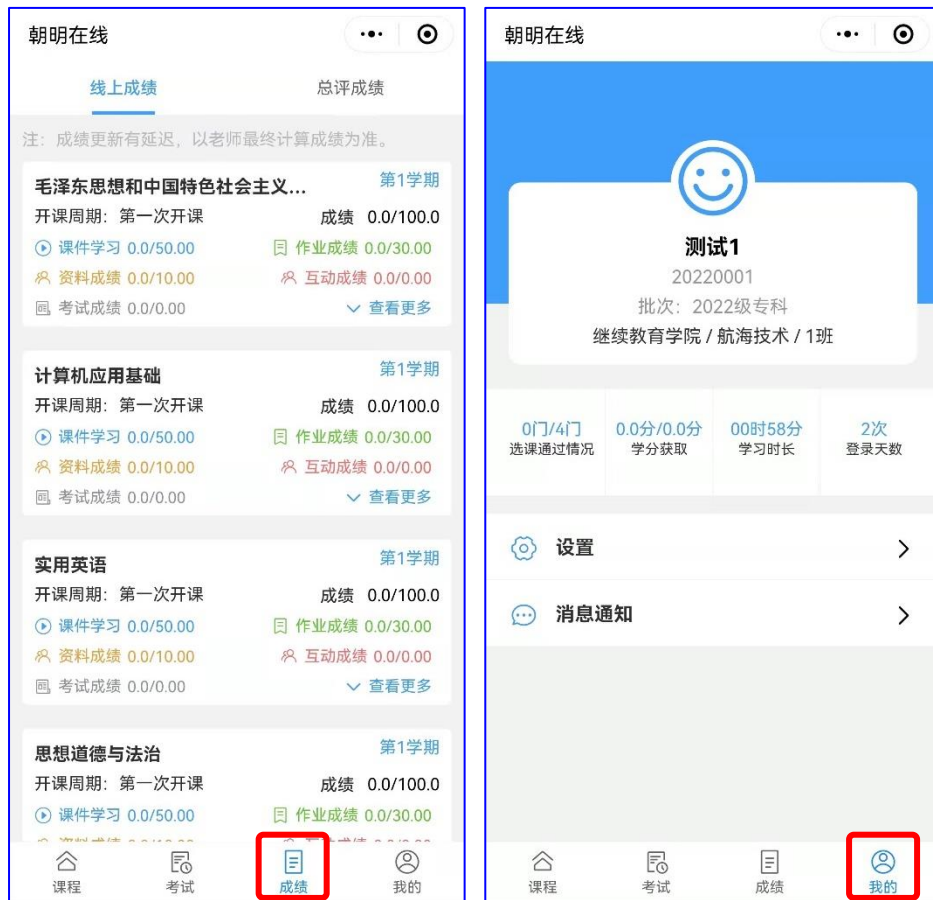 朝明在线
线上成绩 总评成绩
注：成绩更新有延迟，以老师最终计算成绩为准。
毛泽东思想和中国特色社会主义... 第1学期
开课周期：第一次开课 成绩 0.0/100.0
课件学习 0.0/50.00 作业成绩 0.0/30.00
资料成绩 0.0/10.00 互动成绩 0.0/0.00
考试成绩 0.0/0.00 查看更多
计算机应用基础 第1学期
开课周期：第一次开课 成绩 0.0/100.0
课件学习 0.0/50.00 作业成绩 0.0/30.00
资料成绩 0.0/10.00 互动成绩 0.0/0.00
考试成绩 0.0/0.00 查看更多
实用英语 第1学期
开课周期：第一次开课 成绩 0.0/100.0
课件学习 0.0/50.00 作业成绩 0.0/30.00
资料成绩 0.0/10.00 互动成绩 0.0/0.00
考试成绩 0.0/0.00 查看更多
思想道德与法治 第1学期
开课周期：第一次开课 成绩 0.0/100.0
课件学习 0.0/50.00 作业成绩 0.0/30.00
课程 考试 成绩 我的
朝明在线
测试1
20220001
批次：2022级专科
继续教育学院 / 航海技术 / 1班
0门/4门 0.0分/0.0分 00时58分 2次
选课通过情况 学分获取 学习时长 登录天数
设置
消息通知
课程 考试 成绩 我的